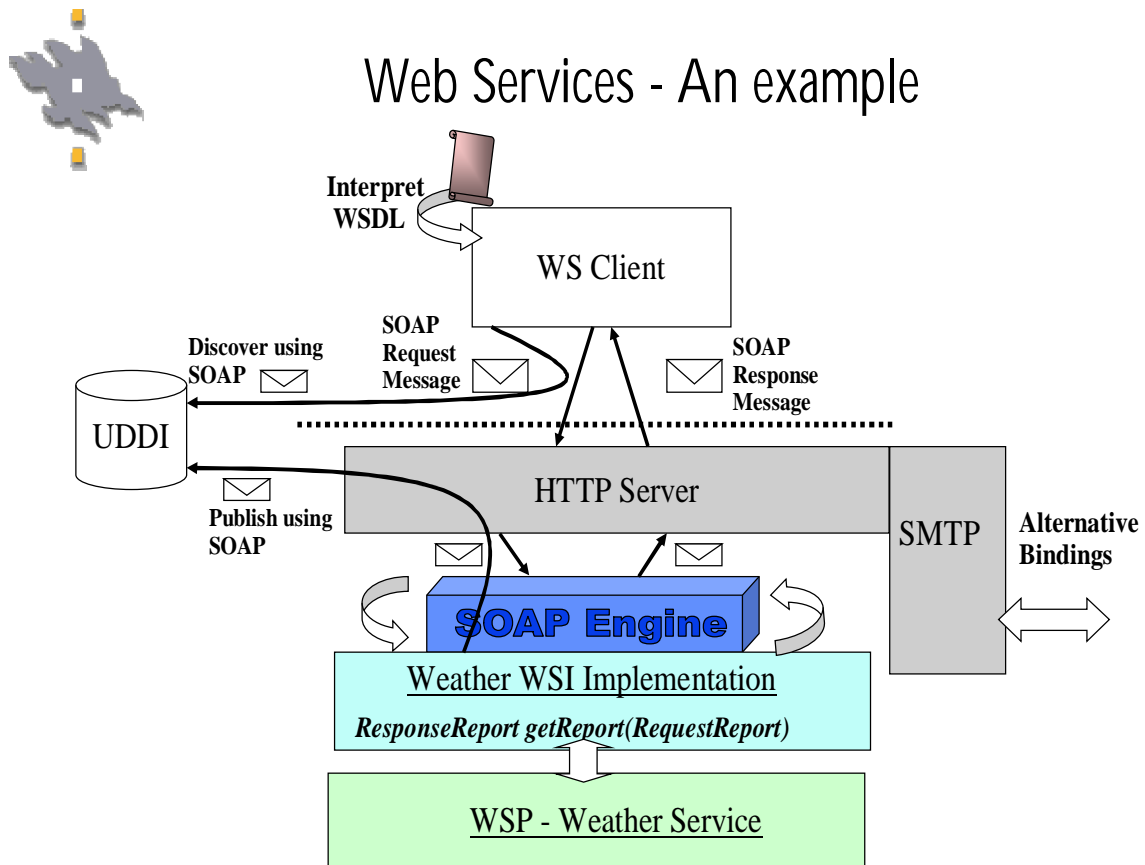 Web Services - An example
Interpret
WSDL
WS Client
SOAP
Request
Message
SOAP
Response
Message
Discover using
SOAP
UDDI
HTTP Server
Publish using
SOAP
SMTP
Alternative
Bindings
SOAP Engine
Weather WSI Implementation
ResponseReport getReport(RequestReport)
WSP - Weather Service